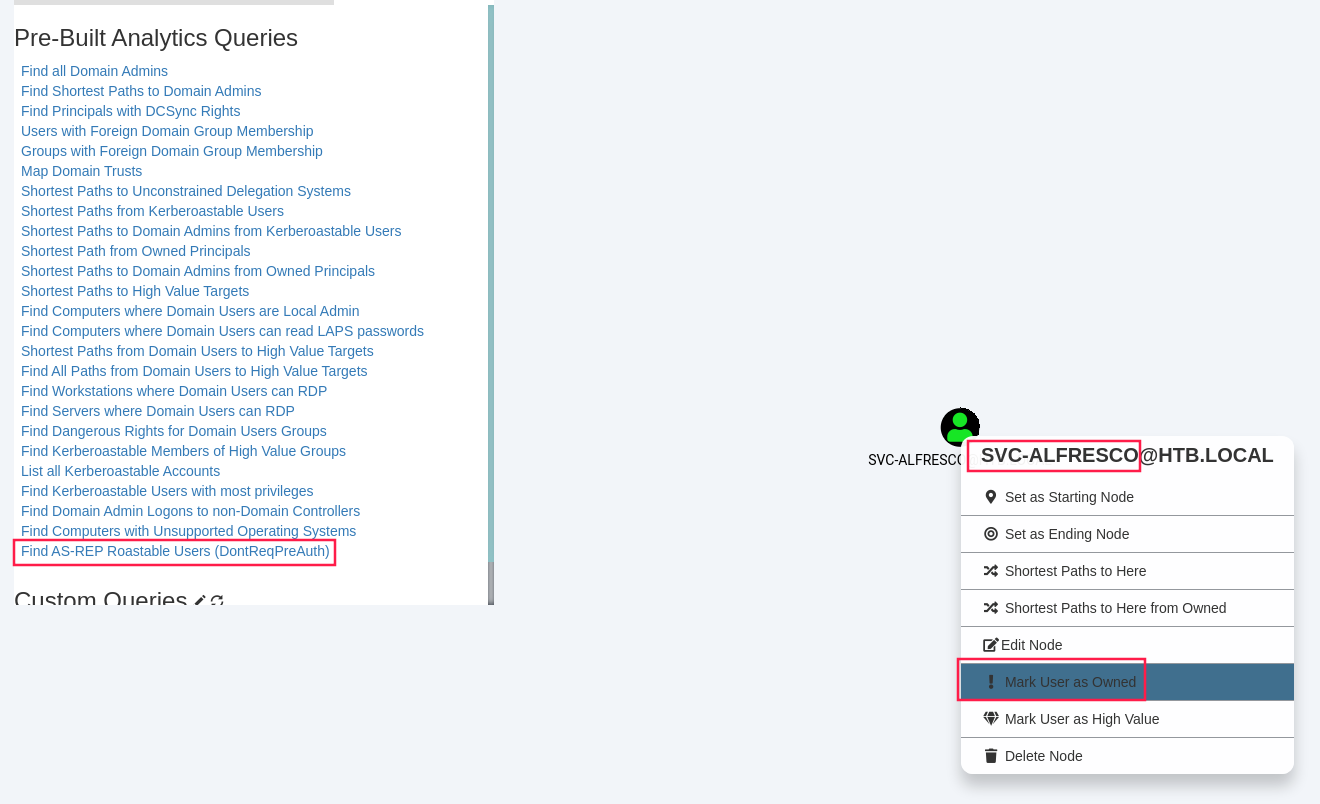 Pre-Built Analytics Queries
Find all Domain Admins
Find Shortest Paths to Domain Admins
Find Principals with DCSync Rights
Users with Foreign Domain Group Membership
Groups with Foreign Domain Group Membership
Map Domain Trusts
Shortest Paths to Unconstrained Delegation Systems
Shortest Paths from Kerberoastable Users
Shortest Paths to Domain Admins from Kerberoastable Users
Shortest Path from Owned Principals
Shortest Paths to Domain Admins from Owned Principals
Shortest Paths to High Value Targets
Find Computers where Domain Users are Local Admin
Find Computers where Domain Users can read LAPS passwords
Shortest Paths from Domain Users to High Value Targets
Find All Paths from Domain Users to High Value Targets
Find Workstations where Domain Users can RDP
Find Servers where Domain Users can RDP
Find Dangerous Rights for Domain Users Groups
Find Kerberoastable Members of High Value Groups
List all Kerberoastable Accounts
Find Kerberoastable Users with most privileges
Find Domain Admin Logons to non-Domain Controllers
Find Computers with Unsupported Operating Systems
Find AS-REP Roastable Users (DontReqPreAuth)
Custom Queries
SVC-ALFRESCO
SVC-ALFRESCO@HTB.LOCAL
Set as Starting Node
Set as Ending Node
Shortest Paths to Here
Shortest Paths to Here from Owned
Edit Node
Mark User as Owned
Mark User as High Value
Delete Node